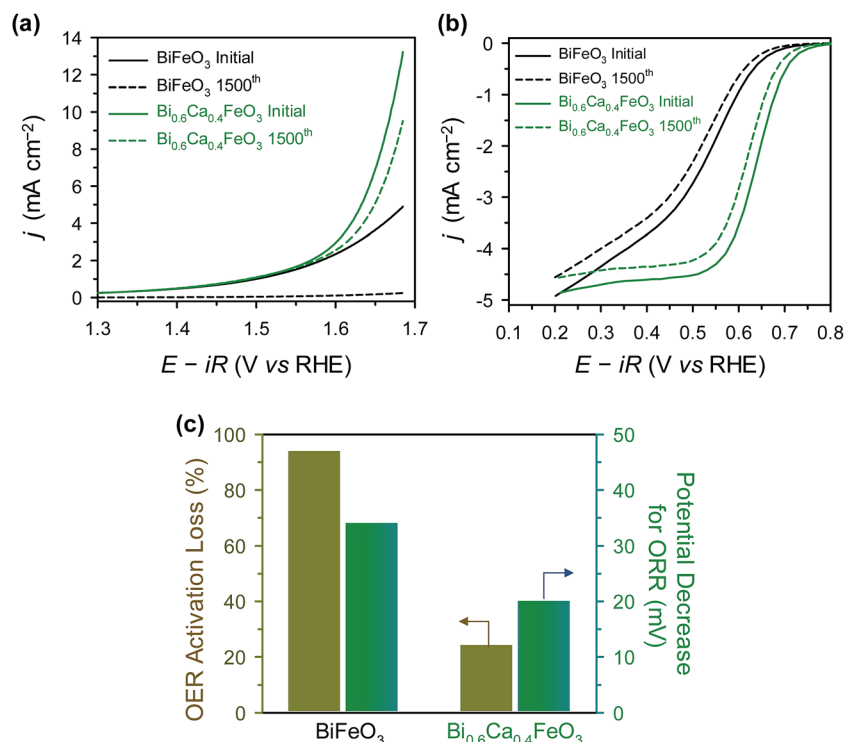 (a)
14
12
10
8
6
4
2
0
j (mA cm⁻²)
BiFeO₃ Initial
BiFeO₃ 1500ᵗʰ
Bi₀.₆Ca₀.₄FeO₃ Initial
Bi₀.₆Ca₀.₄FeO₃ 1500ᵗʰ
1.3 1.4 1.5 1.6 1.7
E − iR (V vs RHE)
(b)
0
-1
-2
-3
-4
-5
j (mA cm⁻²)
BiFeO₃ Initial
BiFeO₃ 1500ᵗʰ
Bi₀.₆Ca₀.₄FeO₃ Initial
Bi₀.₆Ca₀.₄FeO₃ 1500ᵗʰ
0.1 0.2 0.3 0.4 0.5 0.6 0.7 0.8
E − iR (V vs RHE)
(c)
100
80
60
40
20
0
OER Activation Loss (%)
50
40
30
20
10
0
Potential Decrease
for ORR (mV)
BiFeO₃ Bi₀.₆Ca₀.₄FeO₃